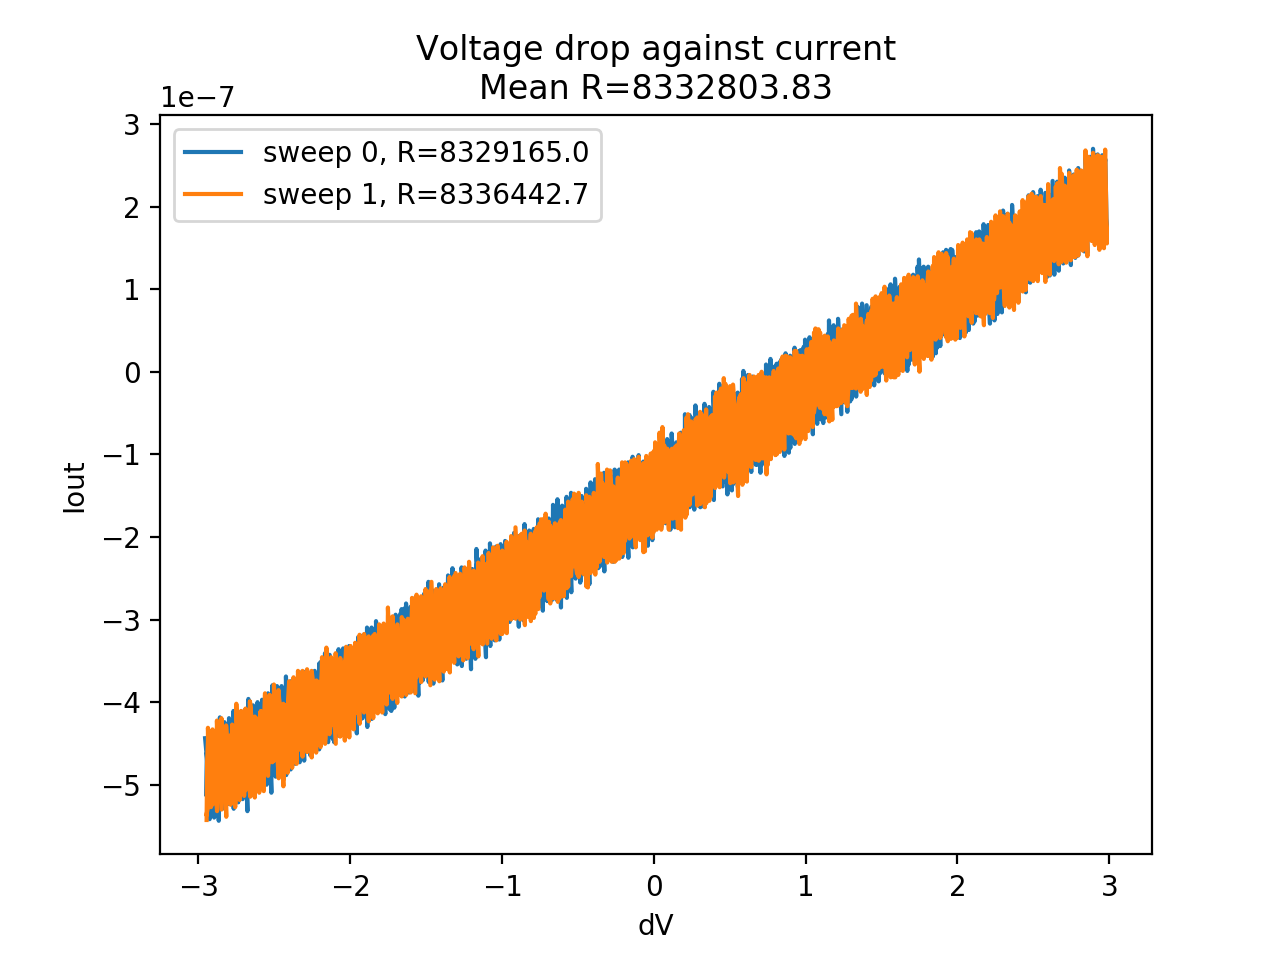 Voltage drop against current
Mean R=8332803.83
1e−7
3
2
1
0
−1
−2
−3
−4
−5
sweep 0, R=8329165.0
sweep 1, R=8336442.7
Iout
−3
−2
−1
0
1
2
3
dV